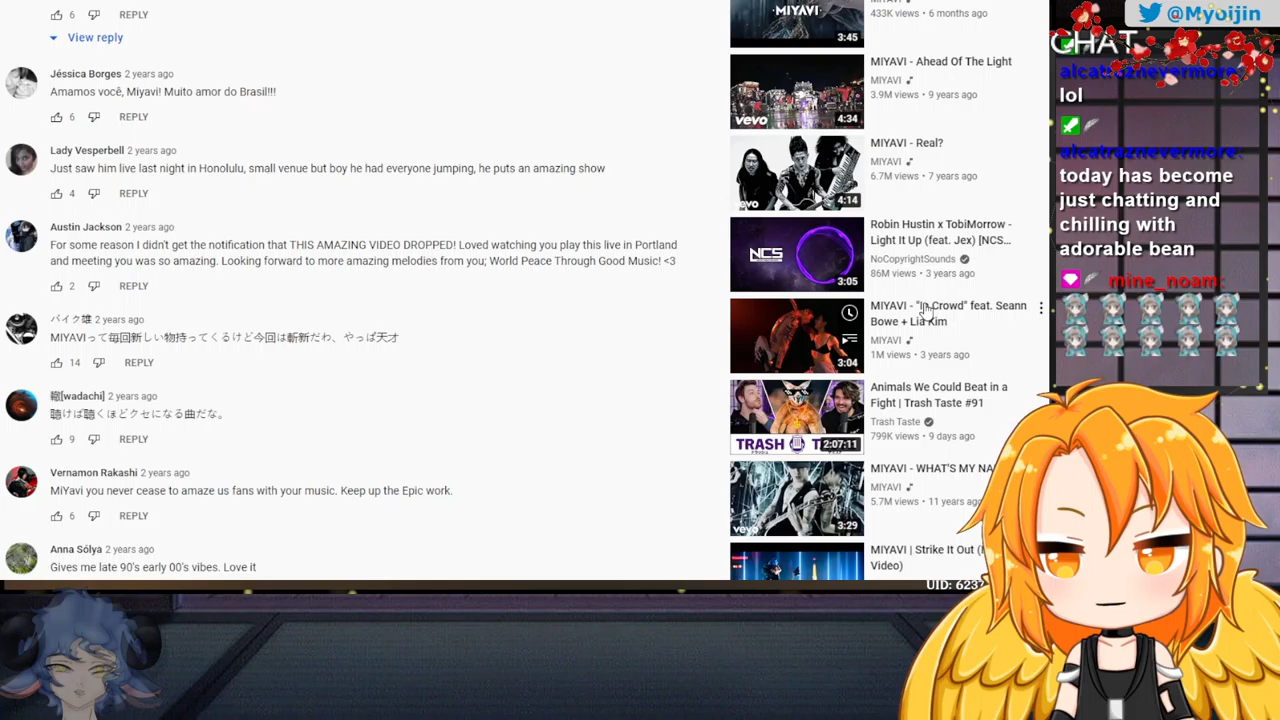 6 REPLY
View reply
Jéssica Borges 2 years ago
Amamos você, Miyavi! Muito amor do Brasil!!!
6 REPLY
Lady Vesperbell 2 years ago
Just saw him live last night in Honolulu, small venue but boy he had everyone jumping, he puts an amazing show
4 REPLY
Austin Jackson 2 years ago
For some reason I didn't get the notification that THIS AMAZING VIDEO DROPPED! Loved watching you play this live in Portland
and meeting you was so amazing. Looking forward to more amazing melodies from you; World Peace Through Good Music! <3
2 REPLY
バイク雄 2 years ago
MIYAVIって毎回新しい物持ってくるけど今回は斬新だわ、やっぱ天才
14 REPLY
轍[wadachi] 2 years ago
聴けば聴くほどクセになる曲だな。
9 REPLY
Vernamon Rakashi 2 years ago
MiYavi you never cease to amaze us fans with your music. Keep up the Epic work.
6 REPLY
Anna Sólya 2 years ago
Gives me late 90's early 00's vibes. Love it
MIYAVI
3:45
433K views • 6 months ago
vevo
4:34
MIYAVI - Ahead Of The Light
MIYAVI
3.9M views • 9 years ago
vevo
4:14
MIYAVI - Real?
MIYAVI
6.7M views • 7 years ago
NCS
3:05
Robin Hustin x TobiMorrow -
Light It Up (feat. Jex) [NCS...
NoCopyrightSounds
86M views • 3 years ago
3:04
MIYAVI - "In Crowd" feat. Seann
Bowe + Lia Kim
MIYAVI
1M views • 3 years ago
TRASH
2:07:11
Animals We Could Beat in a
Fight | Trash Taste #91
Trash Taste
799K views • 9 days ago
vevo
3:29
MIYAVI - WHAT'S MY NA
MIYAVI
5.7M views • 11 years ago
MIYAVI | Strike It Out (
Video)
UID: 623
@Myoijin
CHAT
alcatraznevermore:
lol
alcatraznevermore:
today has become
just chatting and
chilling with
adorable bean
mine_noam: